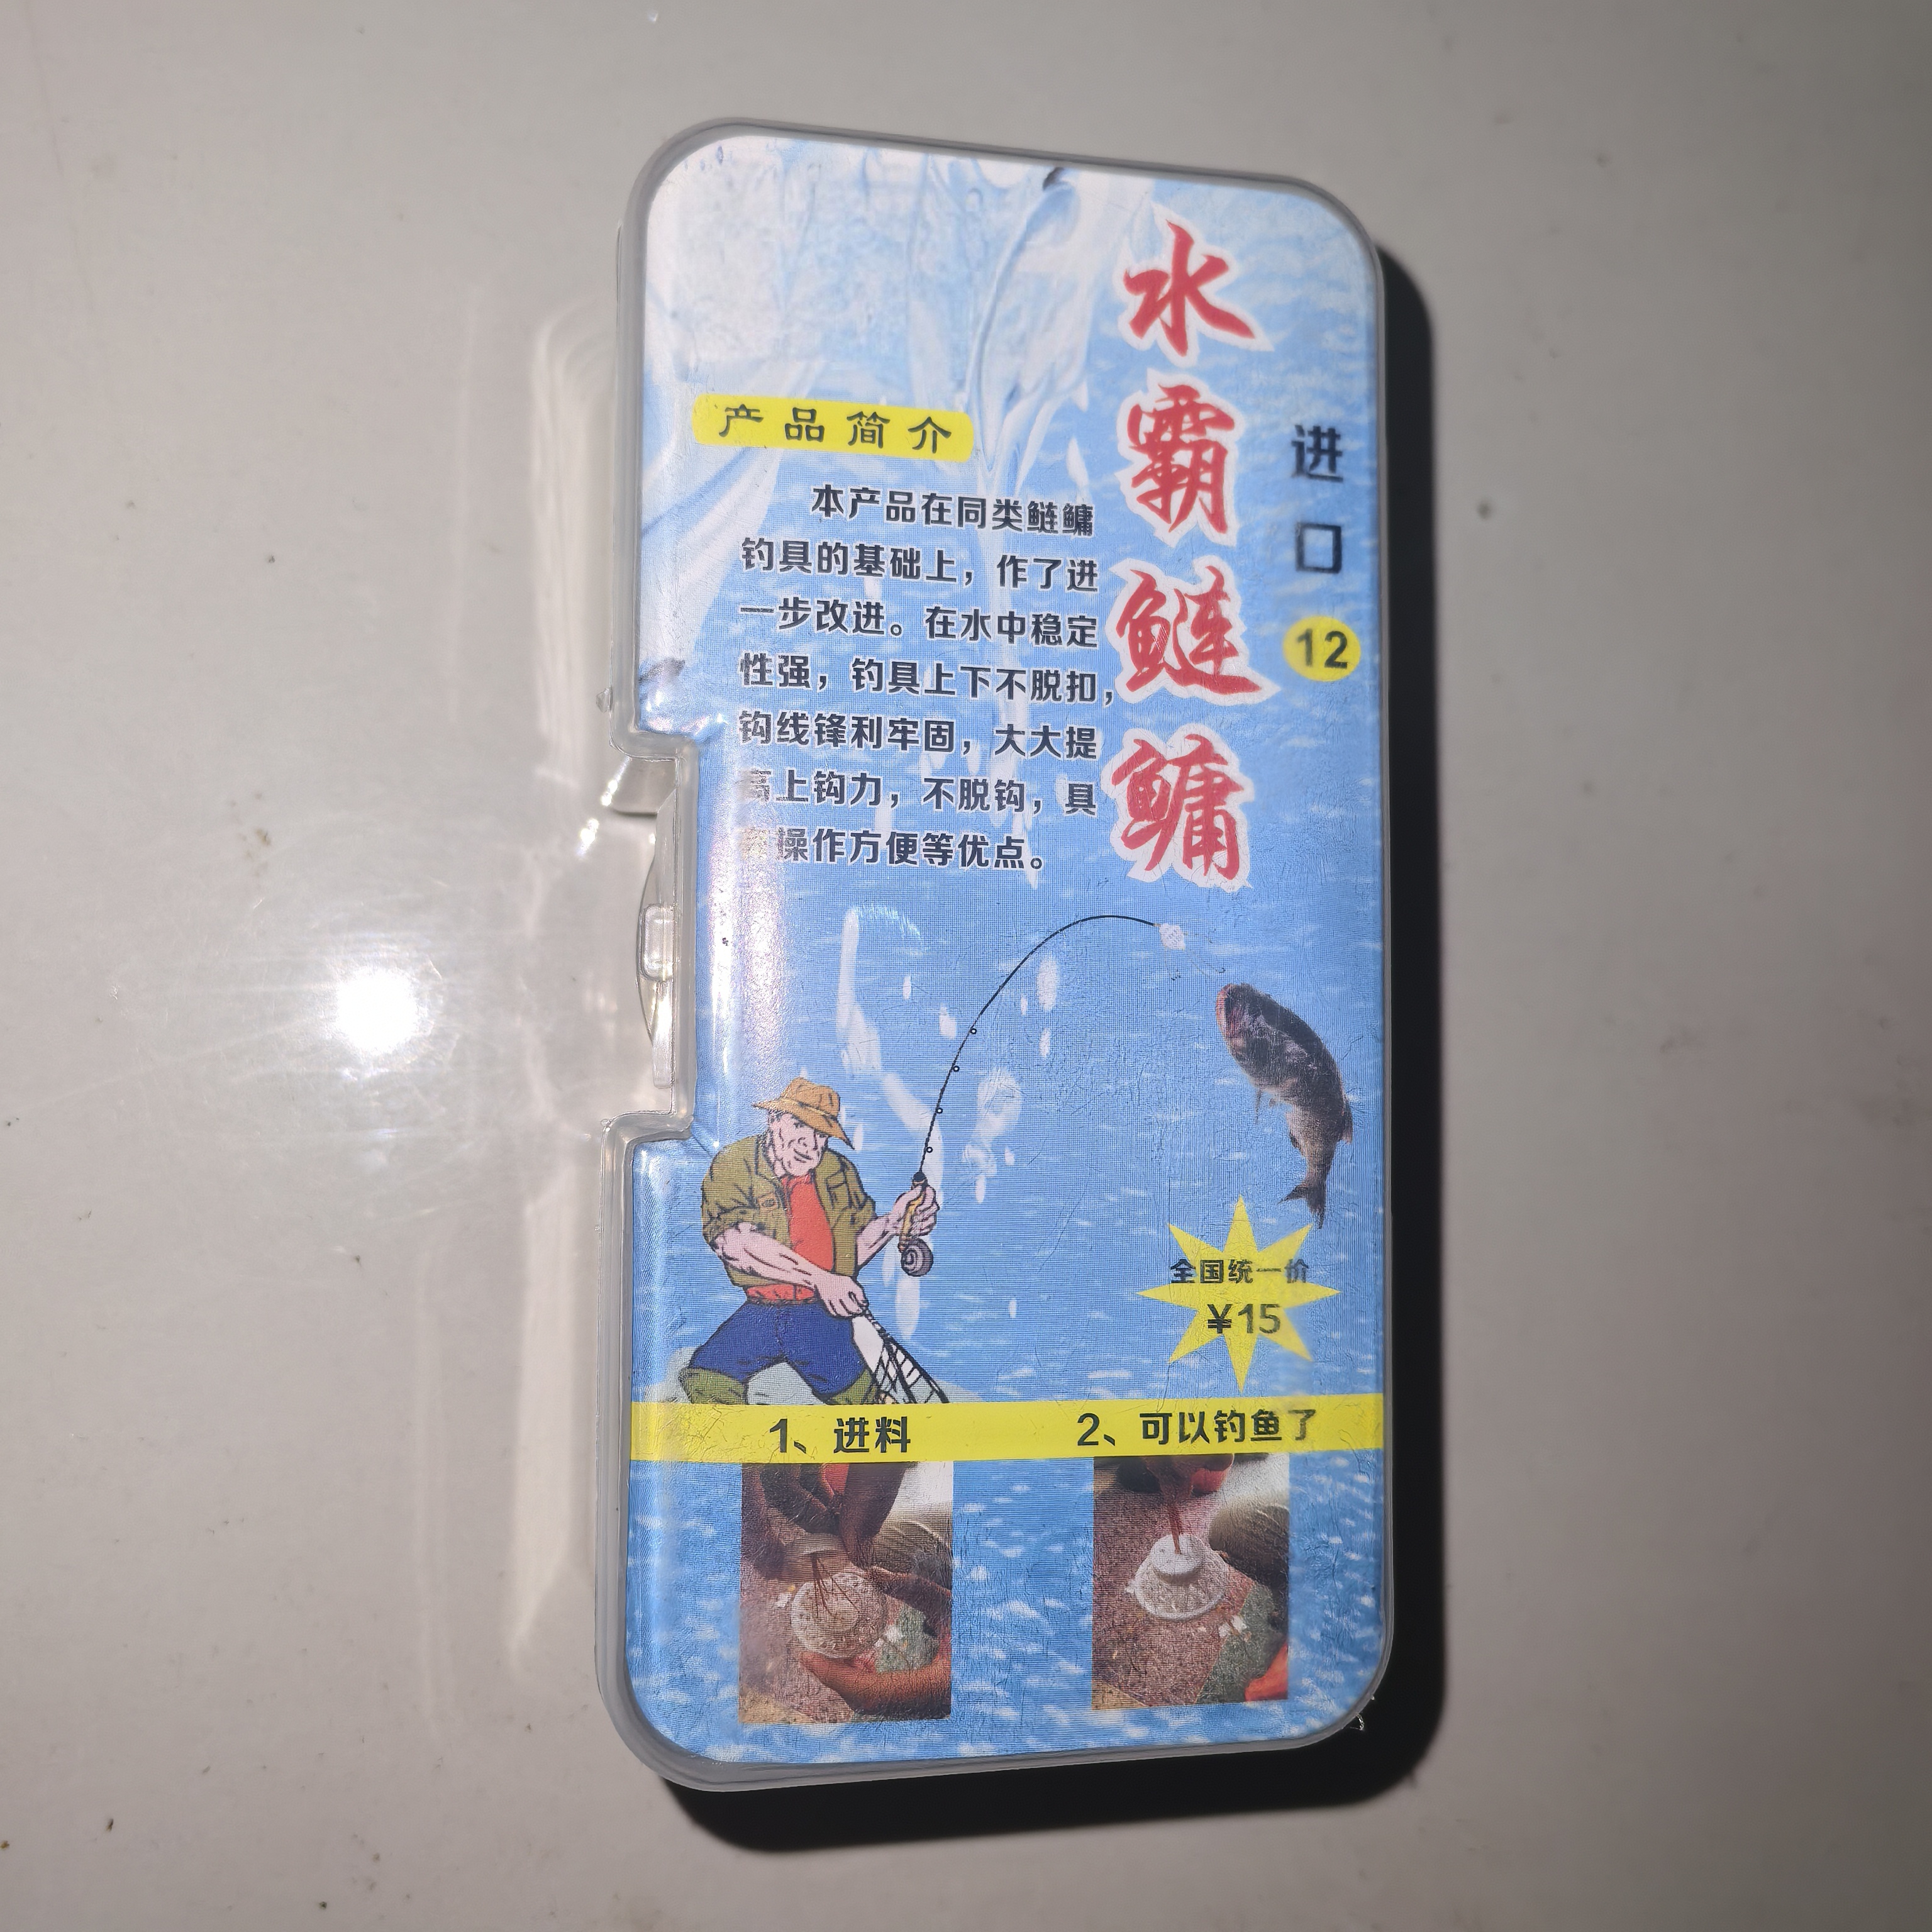 水霸鲢鳙
进口
12
产品简介
本产品在同类鲢鳙
钓具的基础上，作了进
一步改进。在水中稳定
性强，钓具上下不脱扣，
钩线锋利牢固，大大提
高上钩力，不脱钩，具
操作方便等优点。
全国统一价
¥15
1、进料
2、可以钓鱼了